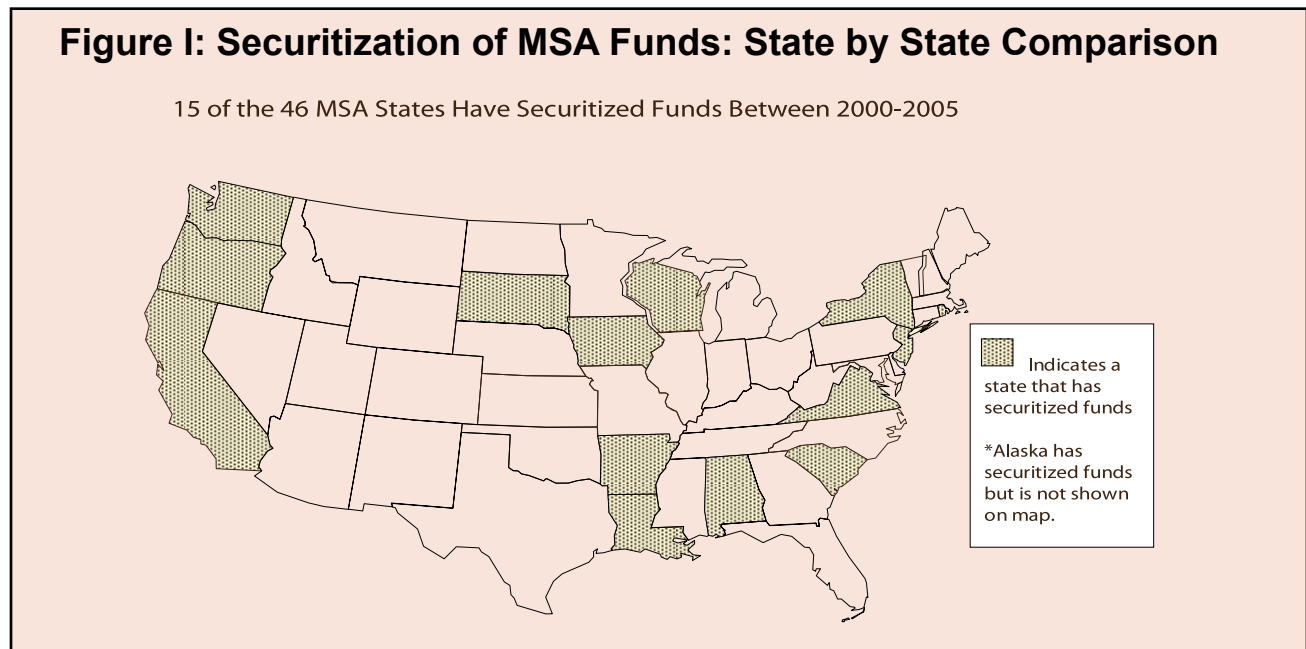 Figure I: Securitization of MSA Funds: State by State Comparison
15 of the 46 MSA States Have Securitized Funds Between 2000-2005
Indicates a
state that has
securitized funds
*Alaska has
securitized funds
but is not shown
on map.